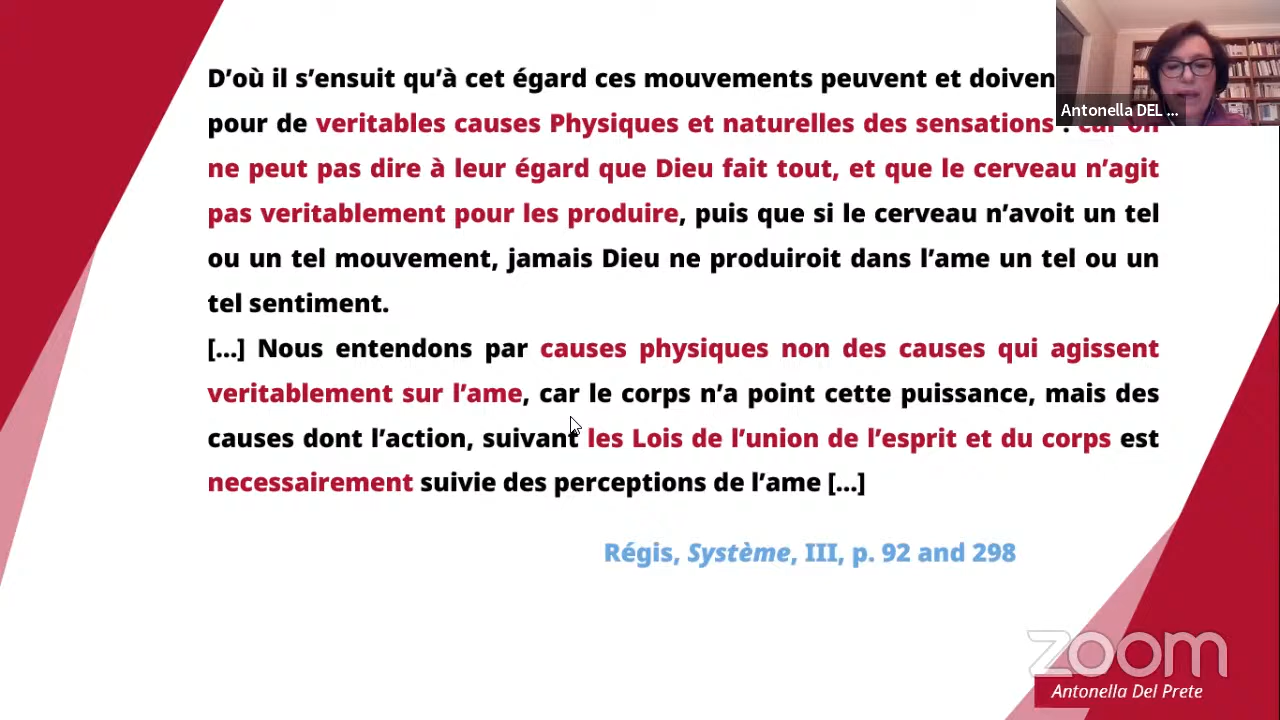 D'où il s'ensuit qu'à cet égard ces mouvements peuvent et doiven
pour de veritables causes Physiques et naturelles des sensations : car on
ne peut pas dire à leur égard que Dieu fait tout, et que le cerveau n'agit
pas veritablement pour les produire, puis que si le cerveau n'avoit un tel
ou un tel mouvement, jamais Dieu ne produiroit dans l'ame un tel ou un
tel sentiment.
[...] Nous entendons par causes physiques non des causes qui agissent
veritablement sur l'ame, car le corps n'a point cette puissance, mais des
causes dont l'action, suivant les Lois de l'union de l'esprit et du corps est
necessairement suivie des perceptions de l'ame [...]
Régis, Système, III, p. 92 and 298
Antonella DEL ...
zoom
Antonella Del Prete